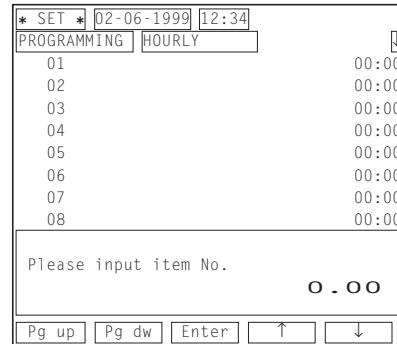 * SET * 02-06-1999 12:34
PROGRAMMING HOURLY ↓
01 00:00
02 00:00
03 00:00
04 00:00
05 00:00
06 00:00
07 00:00
08 00:00
Please input item No.
0.00
Pg up Pg dw Enter ↑ ↓